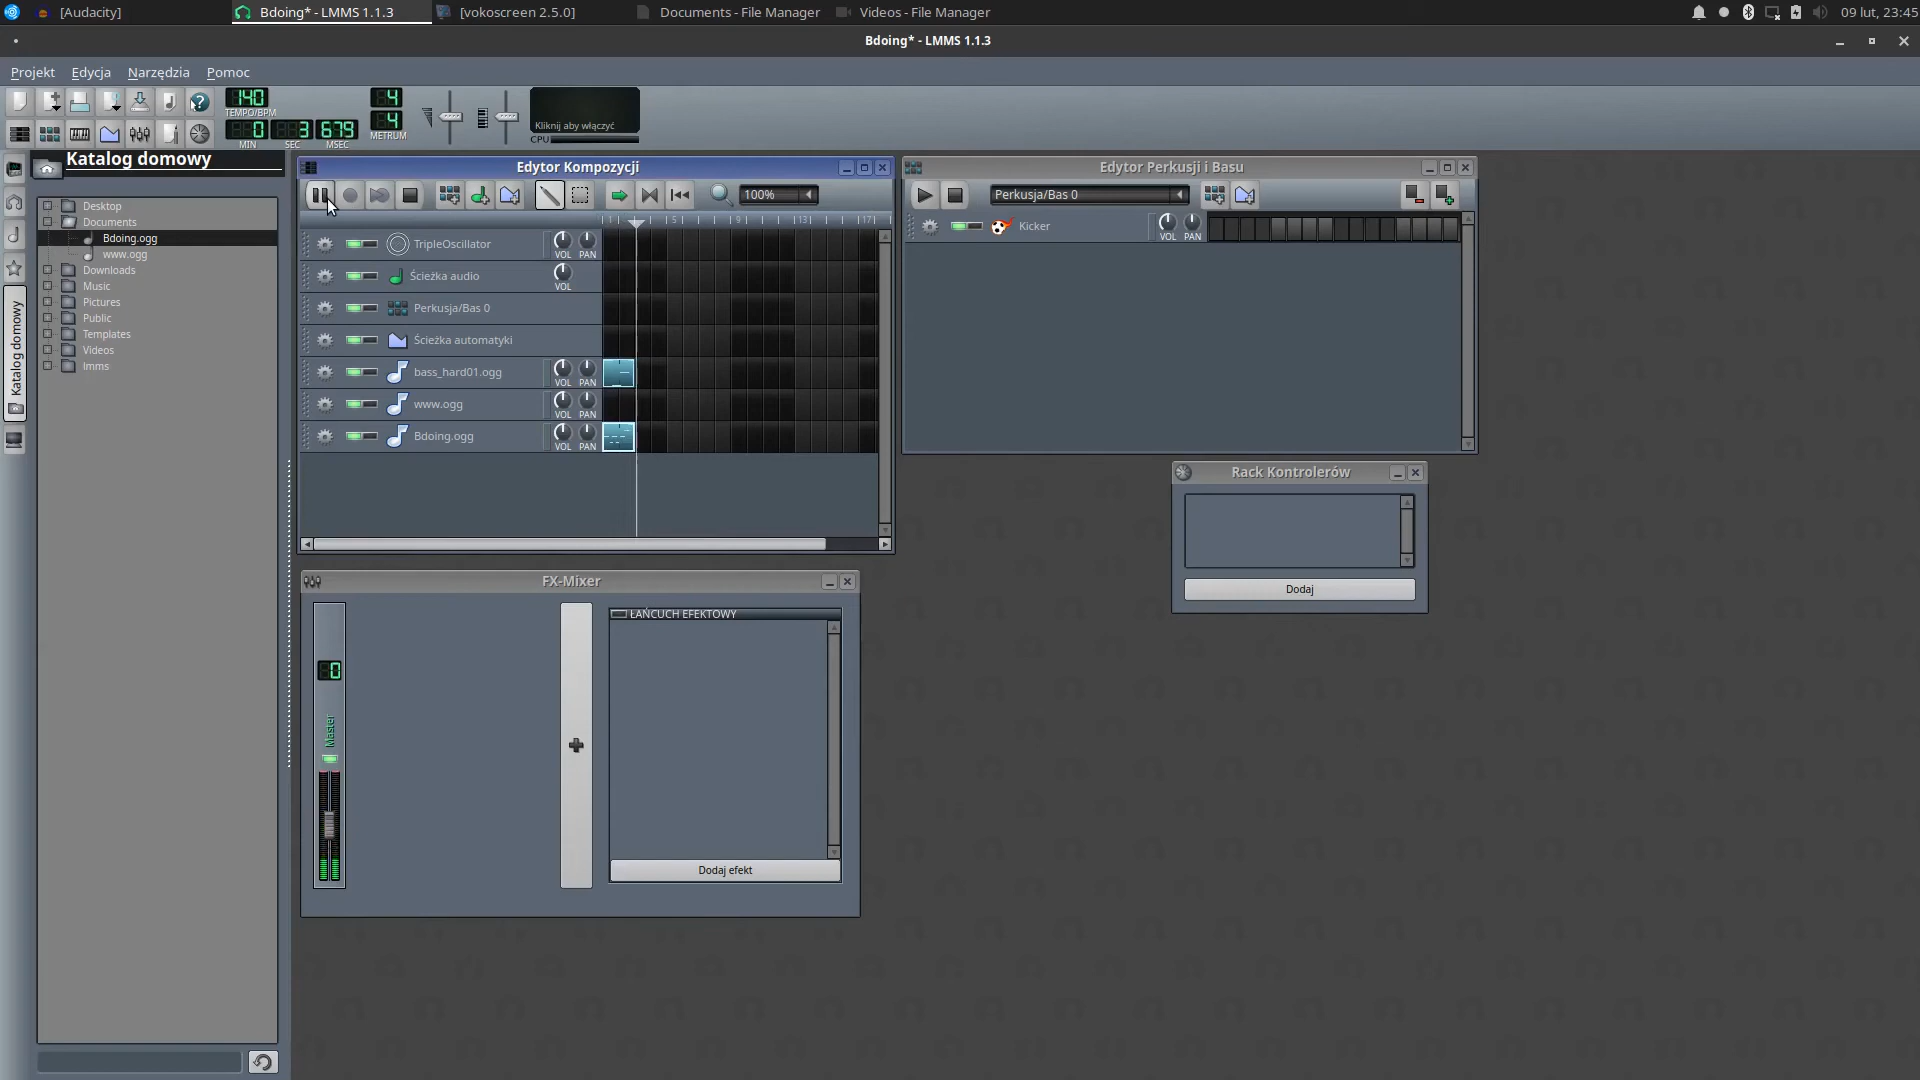 [Audacity]
Bdoing* - LMMS 1.1.3
[vokoscreen 2.5.0]
Documents - File Manager
Videos - File Manager
09 lut, 23:45
Bdoing* - LMMS 1.1.3
Projekt
Edycja
Narzędzia
Pomoc
140
TEMPO/BPM
4
4
METRUM
0
3
679
MIN
SEC
MSEC
Kliknij aby włączyć
CPU
Katalog domowy
Katalog domowy
Desktop
Documents
Bdoing.ogg
www.ogg
Downloads
Music
Pictures
Public
Templates
Videos
lmms
Edytor Kompozycji
100%
1
5
9
13
17
TripleOscillator
VOL
PAN
Ścieżka audio
VOL
Perkusja/Bas 0
Ścieżka automatyki
bass_hard01.ogg
VOL
PAN
www.ogg
VOL
PAN
Bdoing.ogg
VOL
PAN
Edytor Perkusji i Basu
Perkusja/Bas 0
Kicker
VOL
PAN
Rack Kontrolerów
Dodaj
FX-Mixer
0
Master
ŁAŃCUCH EFEKTOWY
Dodaj efekt